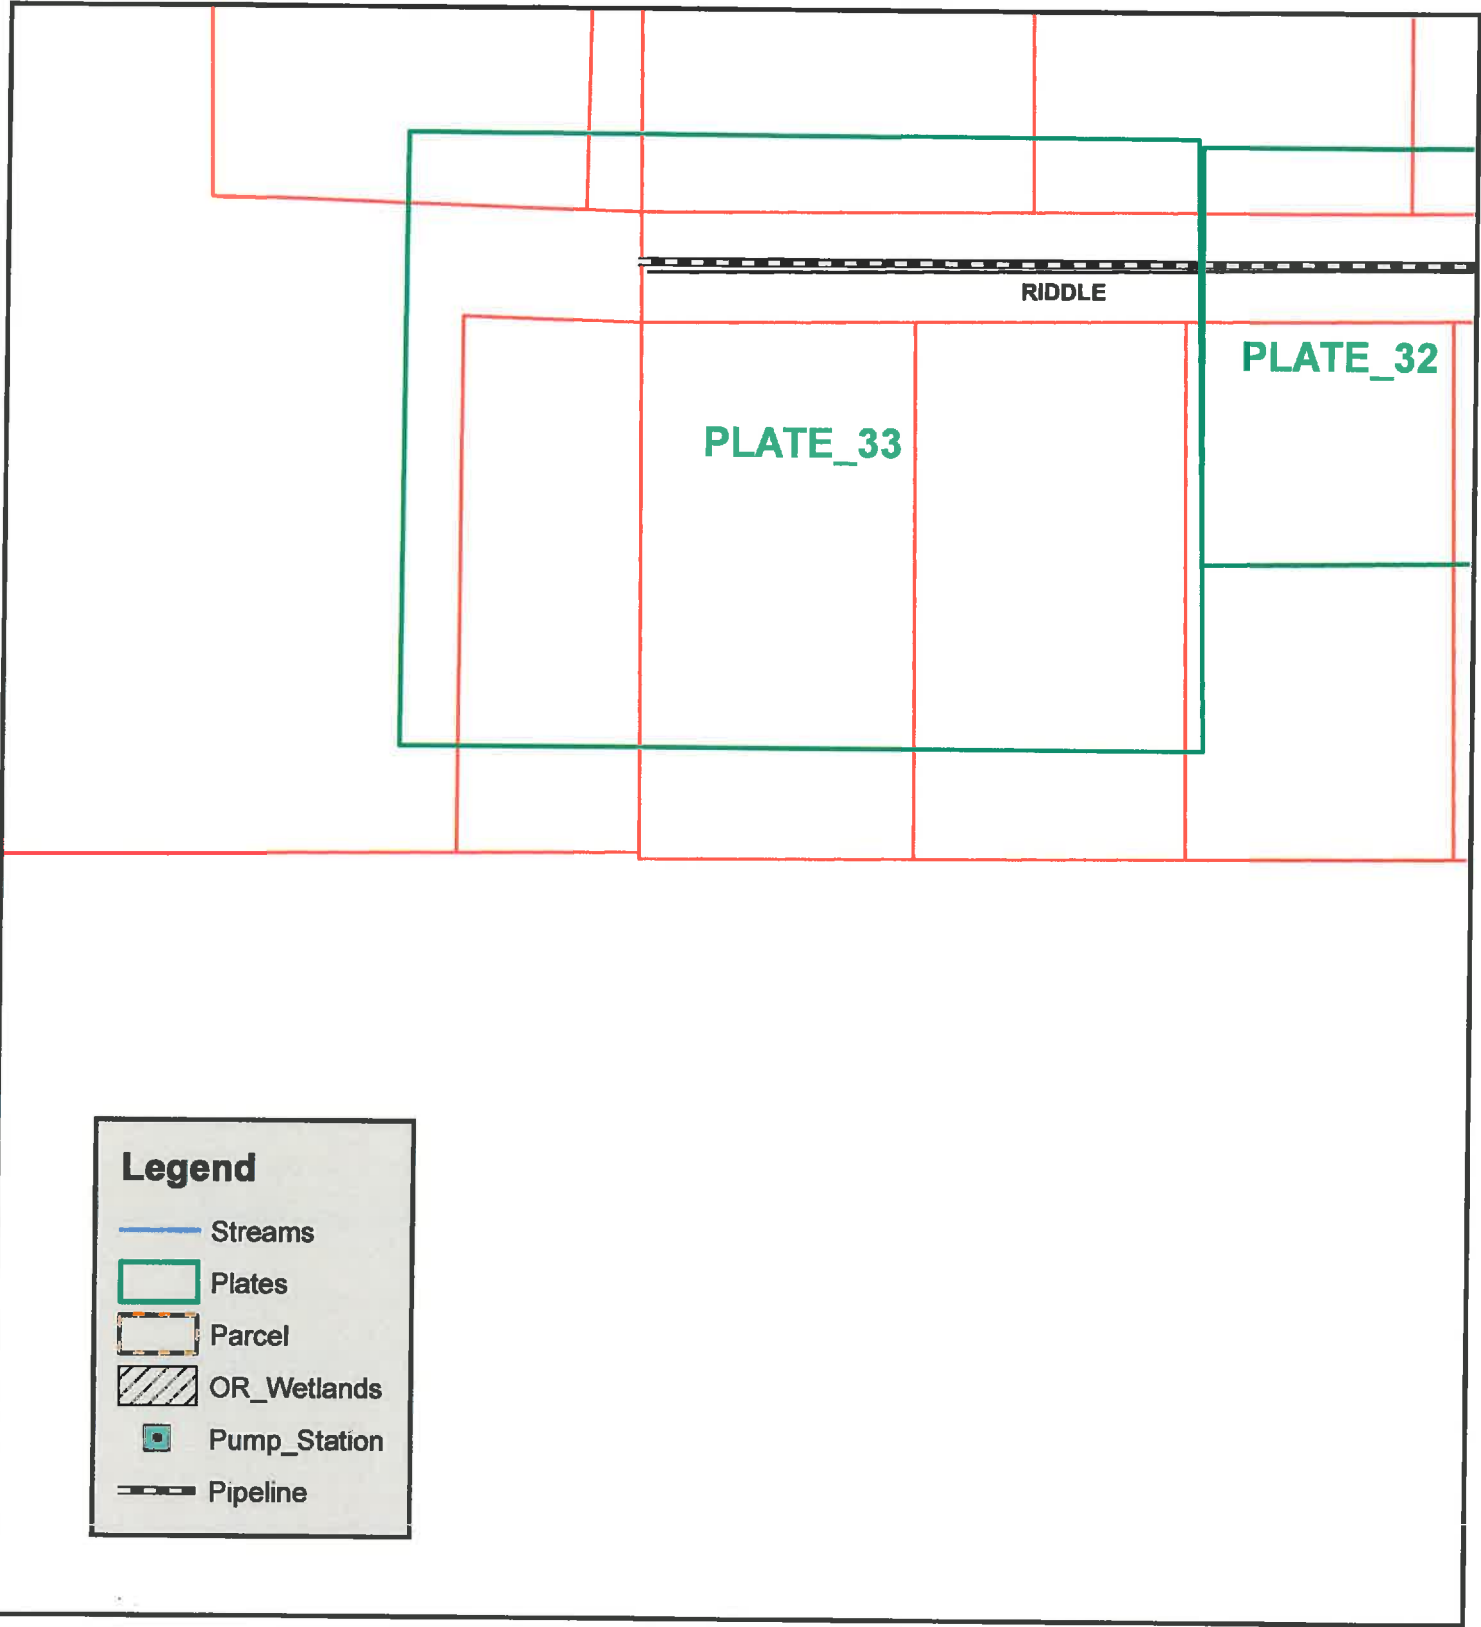 RIDDLE
PLATE_32
PLATE_33
Legend
Streams
Plates
Parcel
OR_Wetlands
Pump_Station
Pipeline